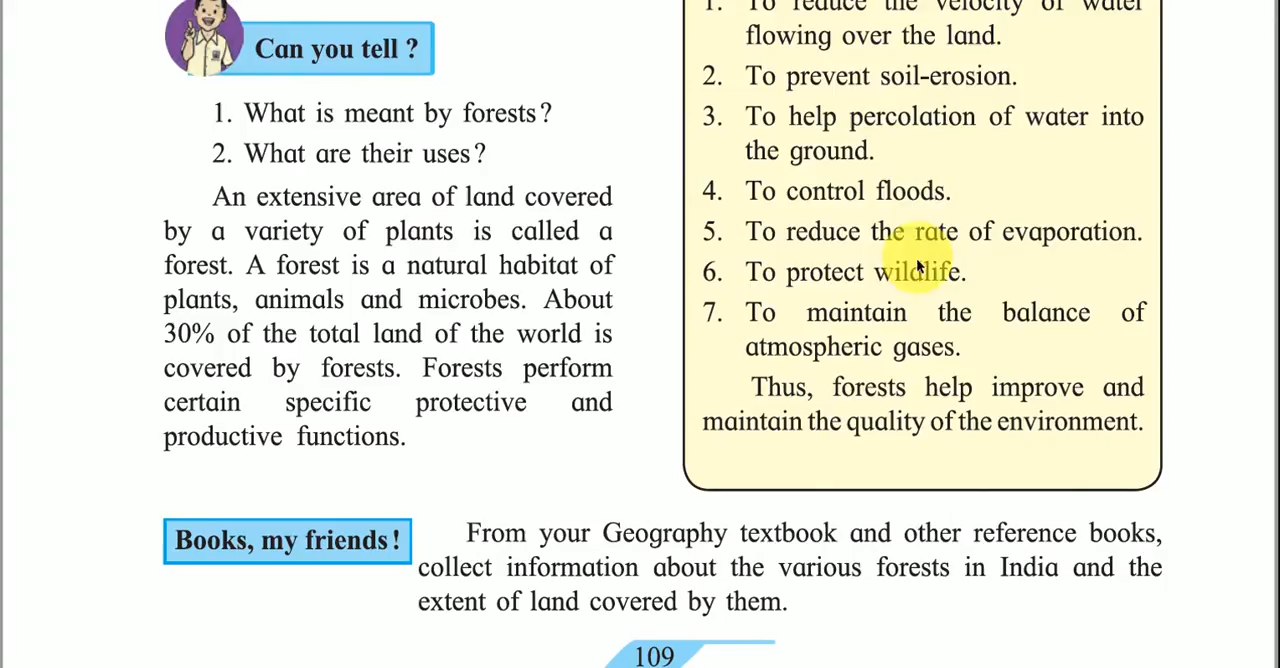 Can you tell ?
1. What is meant by forests?
2. What are their uses?
An extensive area of land covered
by a variety of plants is called a
forest. A forest is a natural habitat of
plants, animals and microbes. About
30% of the total land of the world is
covered by forests. Forests perform
certain specific protective and
productive functions.
1. To reduce the velocity of water
flowing over the land.
2. To prevent soil-erosion.
3. To help percolation of water into
the ground.
4. To control floods.
5. To reduce the rate of evaporation.
6. To protect wildlife.
7. To maintain the balance of
atmospheric gases.
Thus, forests help improve and
maintain the quality of the environment.
Books, my friends!
From your Geography textbook and other reference books,
collect information about the various forests in India and the
extent of land covered by them.
109